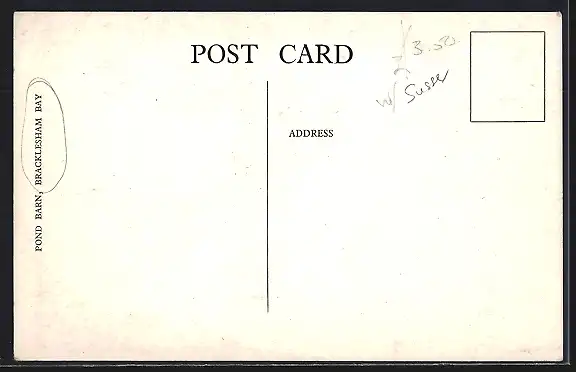 POST CARD
3.50
W/ Sussex
ADDRESS
POND BARN, BRACKLESHAM BAY